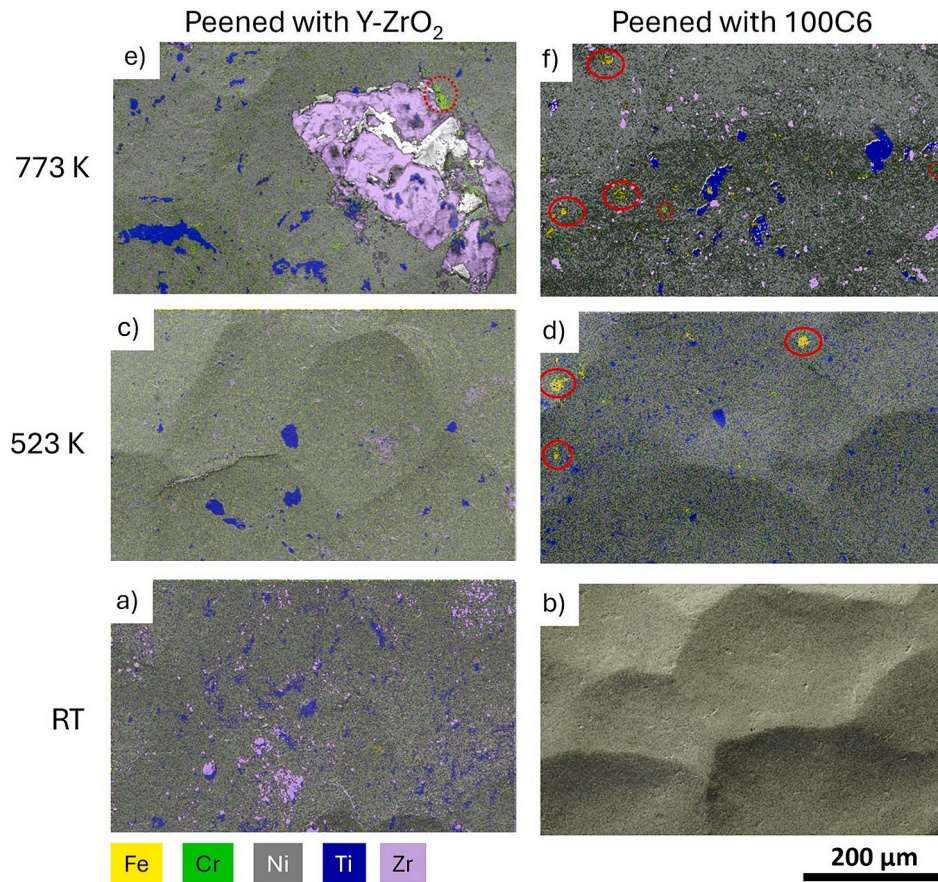 Peened with Y-ZrO₂
Peened with 100C6
e)
f)
773 K
c)
d)
523 K
a)
b)
RT
Fe
Cr
Ni
Ti
Zr
200 µm